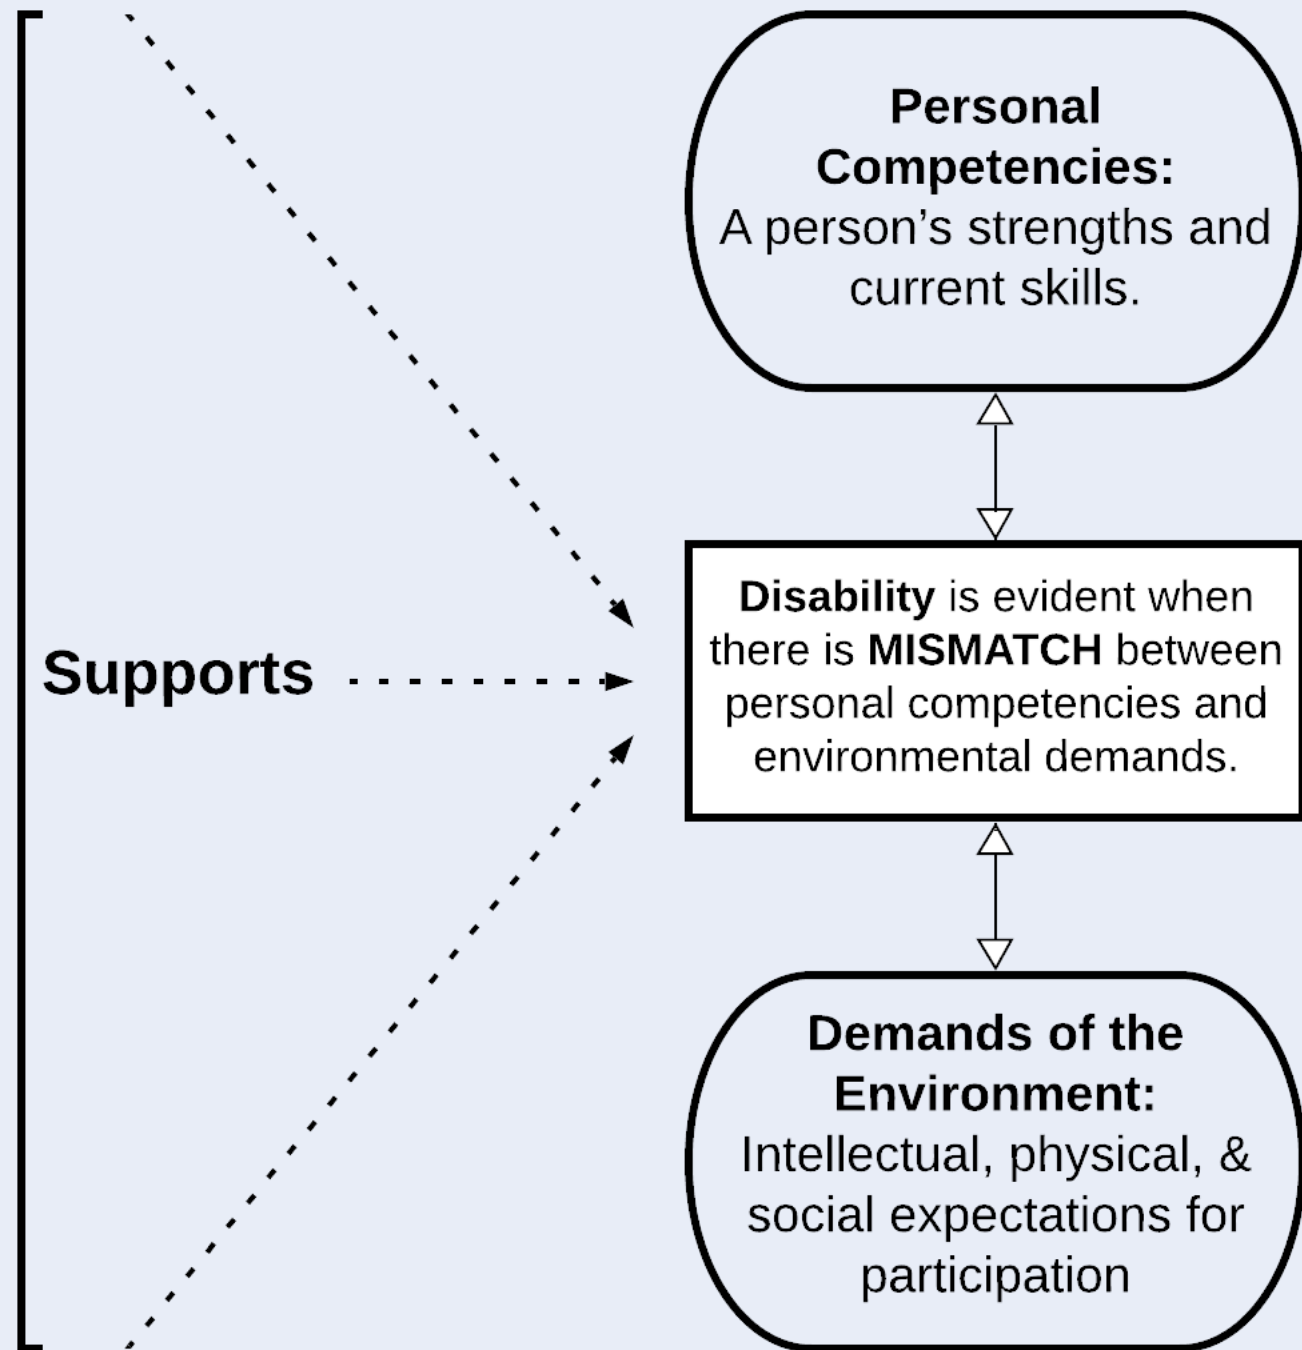 Personal
Competencies:
A person’s strengths and
current skills.
Supports
Disability is evident when
there is MISMATCH between
personal competencies and
environmental demands.
Demands of the
Environment:
Intellectual, physical, &
social expectations for
participation